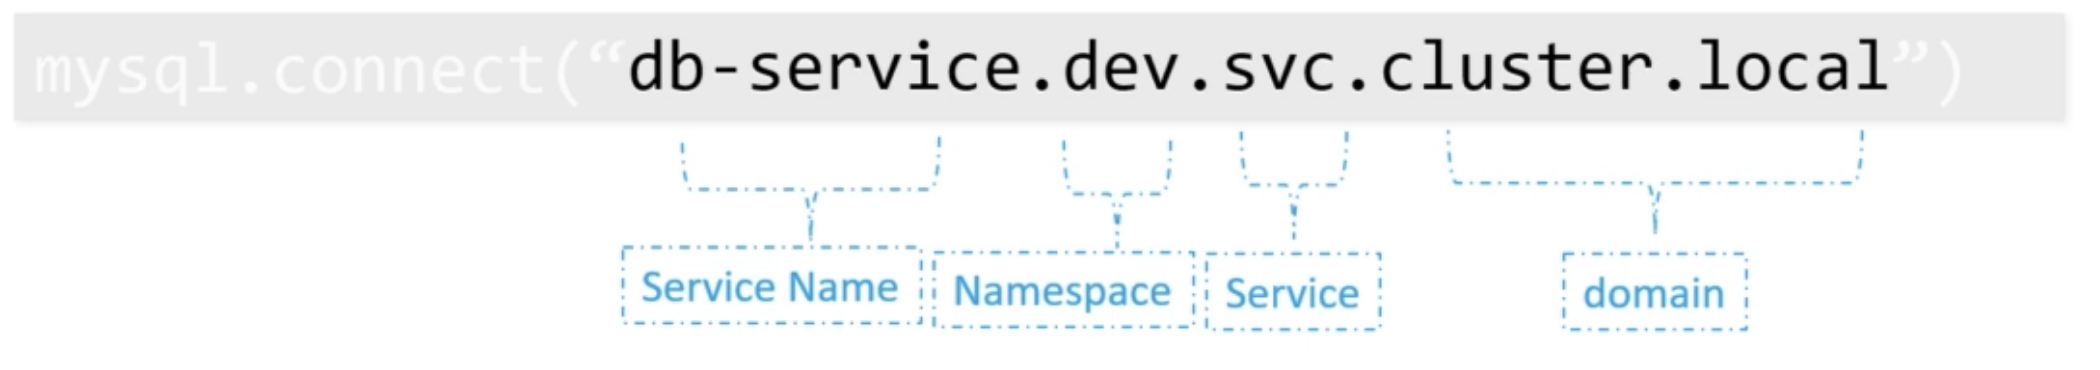 mysql.connect(“db-service.dev.svc.cluster.local”)
Service Name Namespace Service domain